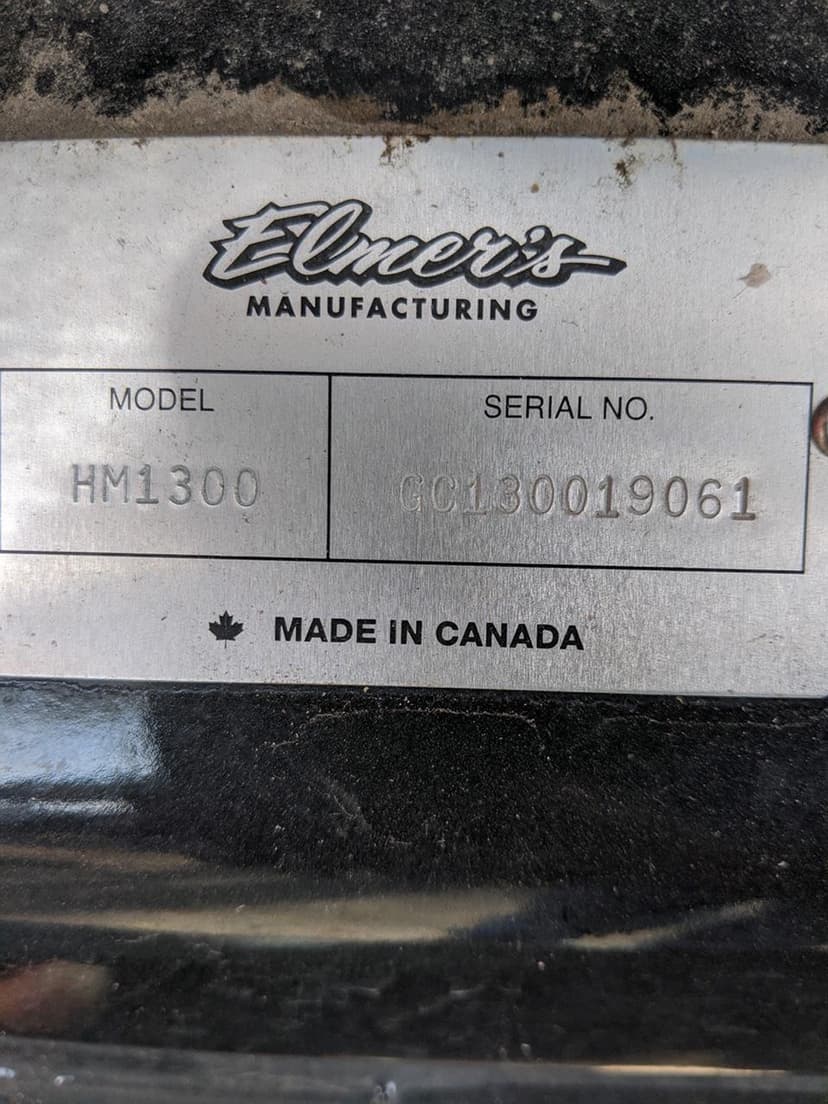 Elmer's
MANUFACTURING
MODEL
SERIAL NO.
HM1300
GC130019061
MADE IN CANADA